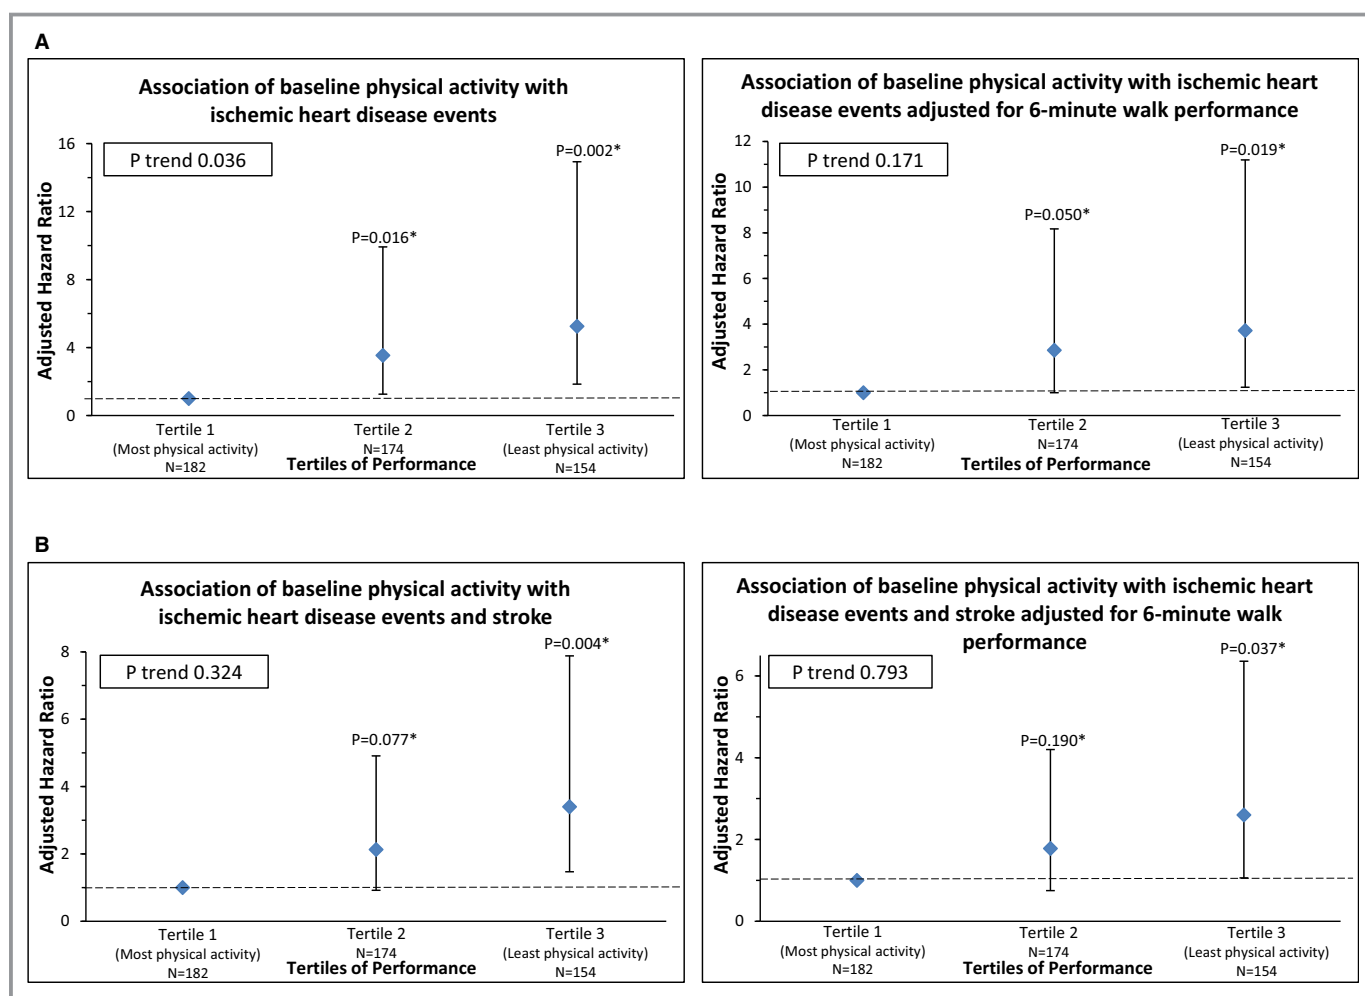 A
Association of baseline physical activity with
ischemic heart disease events
P trend 0.036
Adjusted Hazard Ratio
16
12
8
4
0
P=0.016*
P=0.002*
Tertile 1
(Most physical activity)
N=182
Tertile 2
N=174
Tertile 3
(Least physical activity)
N=154
Tertiles of Performance
Association of baseline physical activity with ischemic heart
disease events adjusted for 6-minute walk performance
P trend 0.171
Adjusted Hazard Ratio
12
10
8
6
4
2
0
P=0.050*
P=0.019*
Tertile 1
(Most physical activity)
N=182
Tertile 2
N=174
Tertile 3
(Least physical activity)
N=154
Tertiles of Performance
B
Association of baseline physical activity with
ischemic heart disease events and stroke
P trend 0.324
Adjusted Hazard Ratio
8
6
4
2
0
P=0.077*
P=0.004*
Tertile 1
(Most physical activity)
N=182
Tertile 2
N=174
Tertile 3
(Least physical activity)
N=154
Tertiles of Performance
Association of baseline physical activity with ischemic heart
disease events and stroke adjusted for 6-minute walk
performance
P trend 0.793
Adjusted Hazard Ratio
6
4
2
0
P=0.190*
P=0.037*
Tertile 1
(Most physical activity)
N=182
Tertile 2
N=174
Tertile 3
(Least physical activity)
N=154
Tertiles of Performance